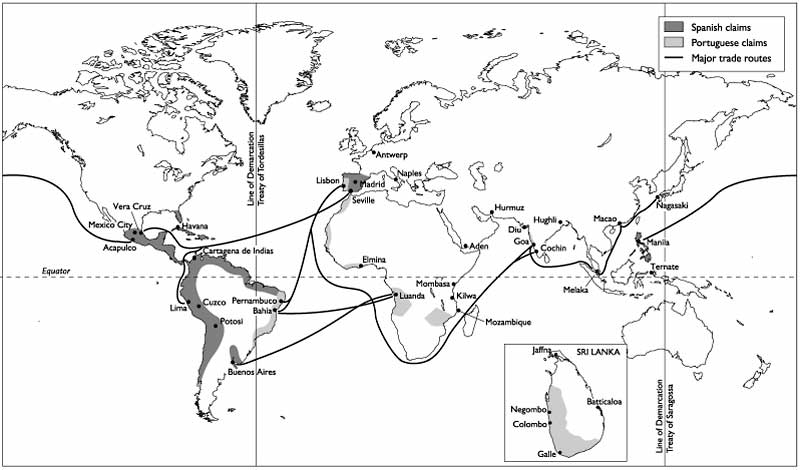 Spanish claims
Portuguese claims
Major trade routes
Line of Demarcation
Treaty of Tordesillas
Antwerp
Lisbon
Madrid
Naples
Seville
Vera Cruz
Mexico City
Havana
Acapulco
Cartagena de Indias
Hurmuz
Diu
Hughli
Macao
Nagasaki
Goa
Cochin
Aden
Manila
Elmina
Equator
Ternate
Mombasa
Melaka
Pernambuco
Luanda
Kilwa
Lima
Cuzco
Bahia
Mozambique
Potosi
Buenos Aires
Jaffna
SRI LANKA
Batticaloa
Negombo
Colombo
Galle
Line of Demarcation
Treaty of Saragossa